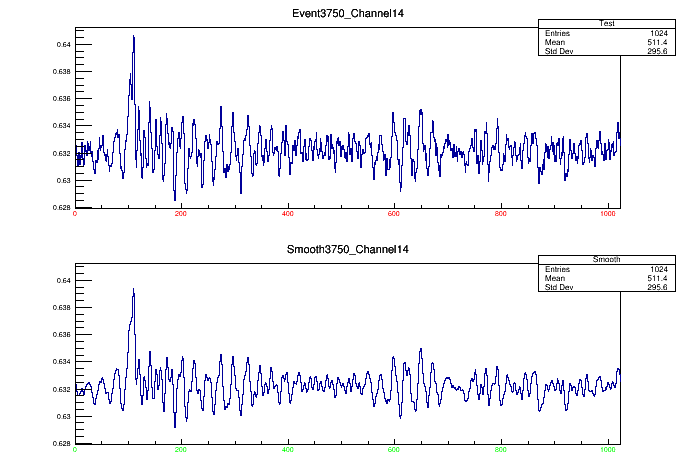 Event3750_Channel14
Test
Entries 1024
Mean 511.4
Std Dev 295.6
0.64
0.638
0.636
0.634
0.632
0.63
0.628
0 200 400 600 800 1000
Smooth3750_Channel14
Smooth
Entries 1024
Mean 511.4
Std Dev 295.6
0.64
0.638
0.636
0.634
0.632
0.63
0.628
0 200 400 600 800 1000